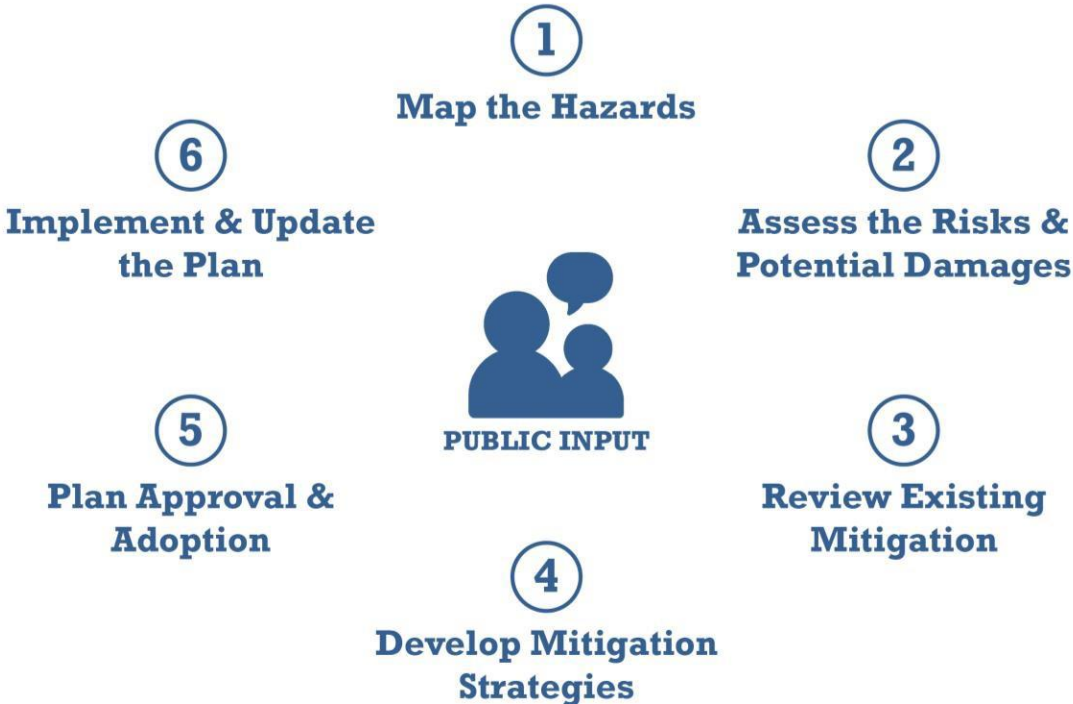 1
Map the Hazards
2
Assess the Risks &
Potential Damages
3
Review Existing
Mitigation
4
Develop Mitigation
Strategies
5
Plan Approval &
Adoption
6
Implement & Update
the Plan
PUBLIC INPUT